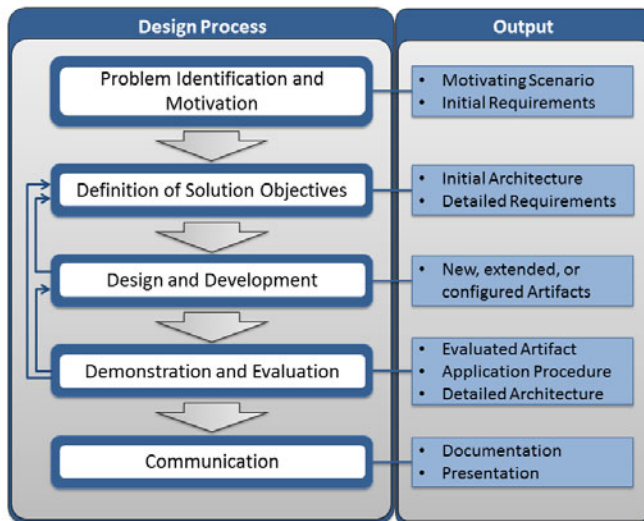 Design Process
Output
Problem Identification and
Motivation
• Motivating Scenario
• Initial Requirements
Definition of Solution Objectives
• Initial Architecture
• Detailed Requirements
Design and Development
• New, extended, or
configured Artifacts
Demonstration and Evaluation
• Evaluated Artifact
• Application Procedure
• Detailed Architecture
Communication
• Documentation
• Presentation